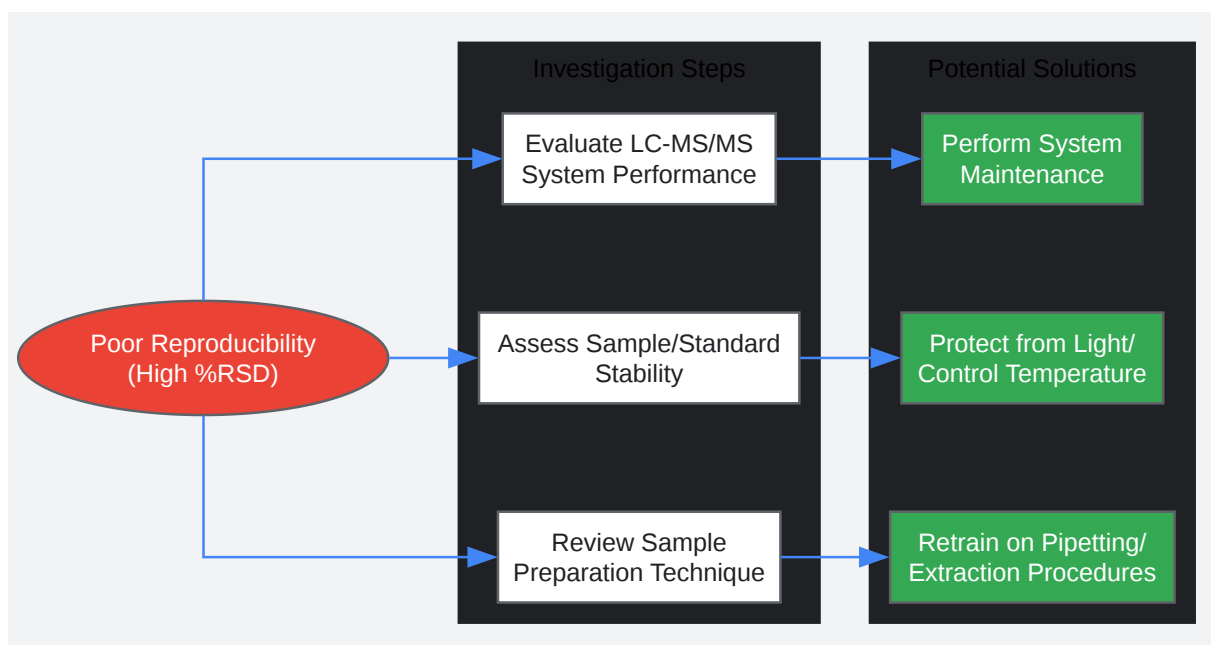 Investigation Steps
Potential Solutions
Evaluate LC-MS/MS
System Performance
Perform System
Maintenance
Poor Reproducibility
(High %RSD)
Assess Sample/Standard
Stability
Protect from Light/
Control Temperature
Review Sample
Preparation Technique
Retrain on Pipetting/
Extraction Procedures